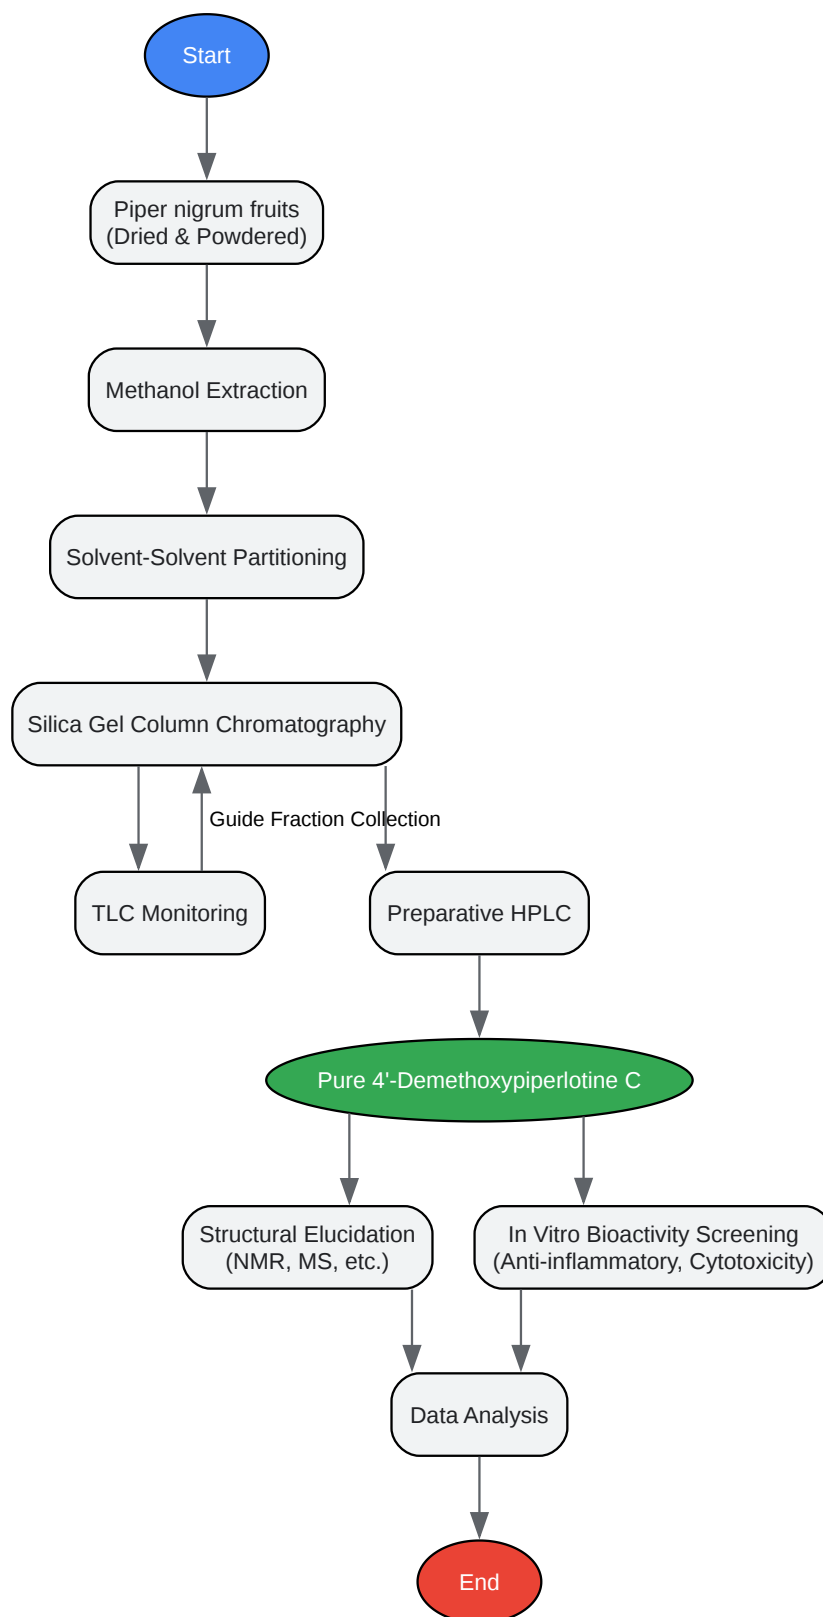 Start
Piper nigrum fruits
(Dried & Powdered)
Methanol Extraction
Solvent-Solvent Partitioning
Silica Gel Column Chromatography
Guide Fraction Collection
TLC Monitoring
Preparative HPLC
Pure 4'-Demethoxypiperlotine C
Structural Elucidation
(NMR, MS, etc.)
In Vitro Bioactivity Screening
(Anti-inflammatory, Cytotoxicity)
Data Analysis
End